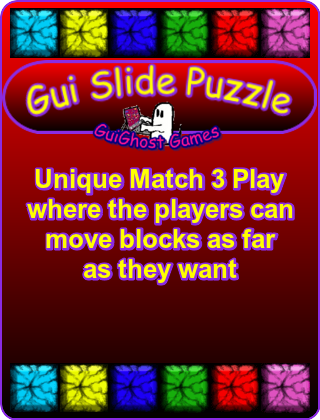 Gui Slide Puzzle
GuiGhost Games
Unique Match 3 Play
where the players can
move blocks as far
as they want